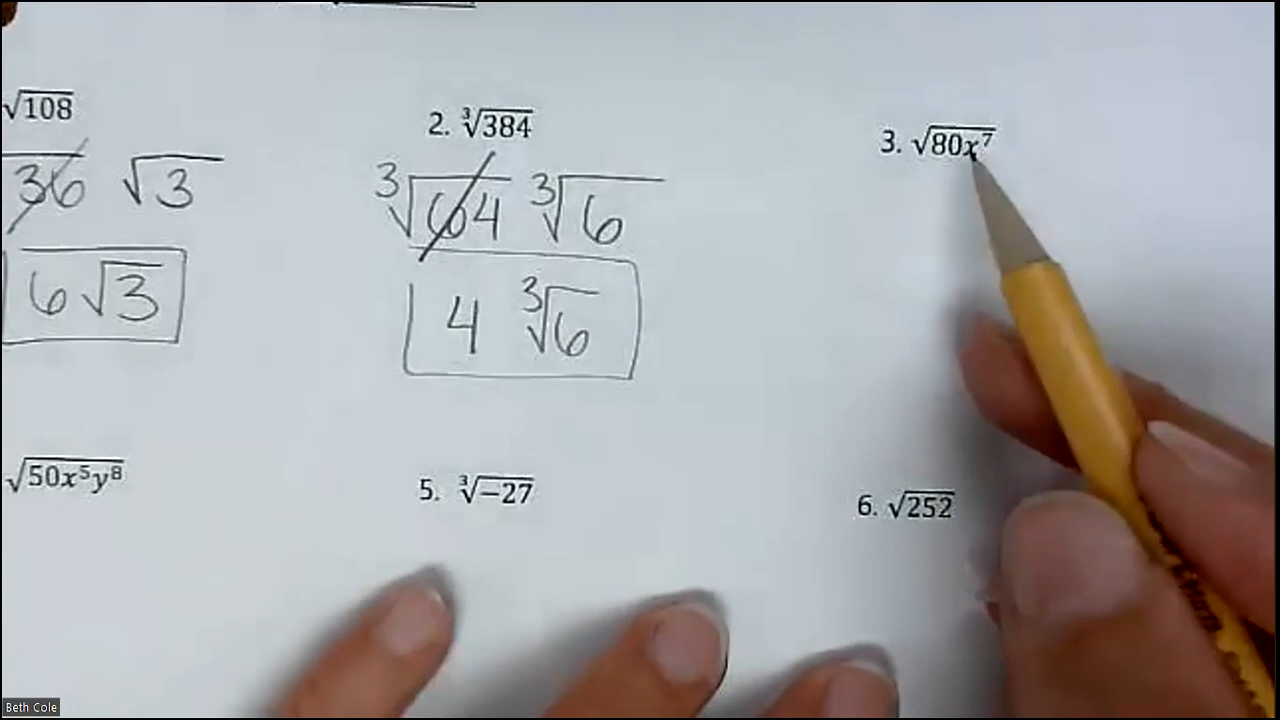 √108
2. ∛384
3. √80x⁷
36 √3
∛64 ∛6
6√3
4 ∛6
√50x⁵y⁸
5. ∛−27
6. √252
Beth Cole